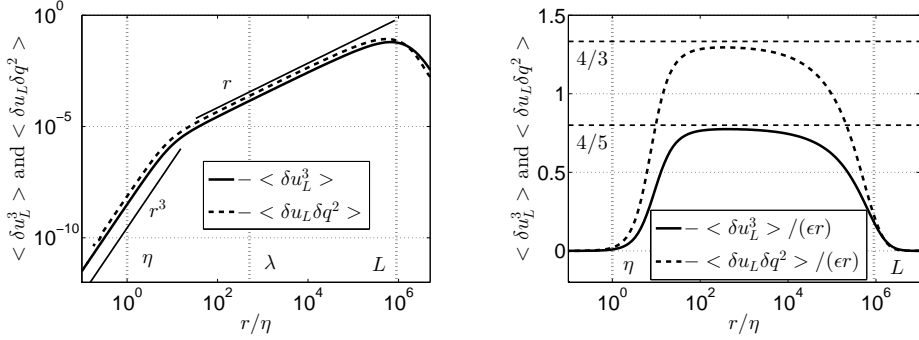 < δu_L^3 > and < δu_L δq^2 >
10^0
10^−5
10^−10
r
r^3
− < δu_L^3 >
− < δu_L δq^2 >
η
λ
L
10^0 10^2 10^4 10^6
r/η
< δu_L^3 > and < δu_L δq^2 >
1.5
1
0.5
0
4/3
4/5
− < δu_L^3 > /(ϵr)
− < δu_L δq^2 > /(ϵr)
η
L
10^0 10^2 10^4 10^6
r/η